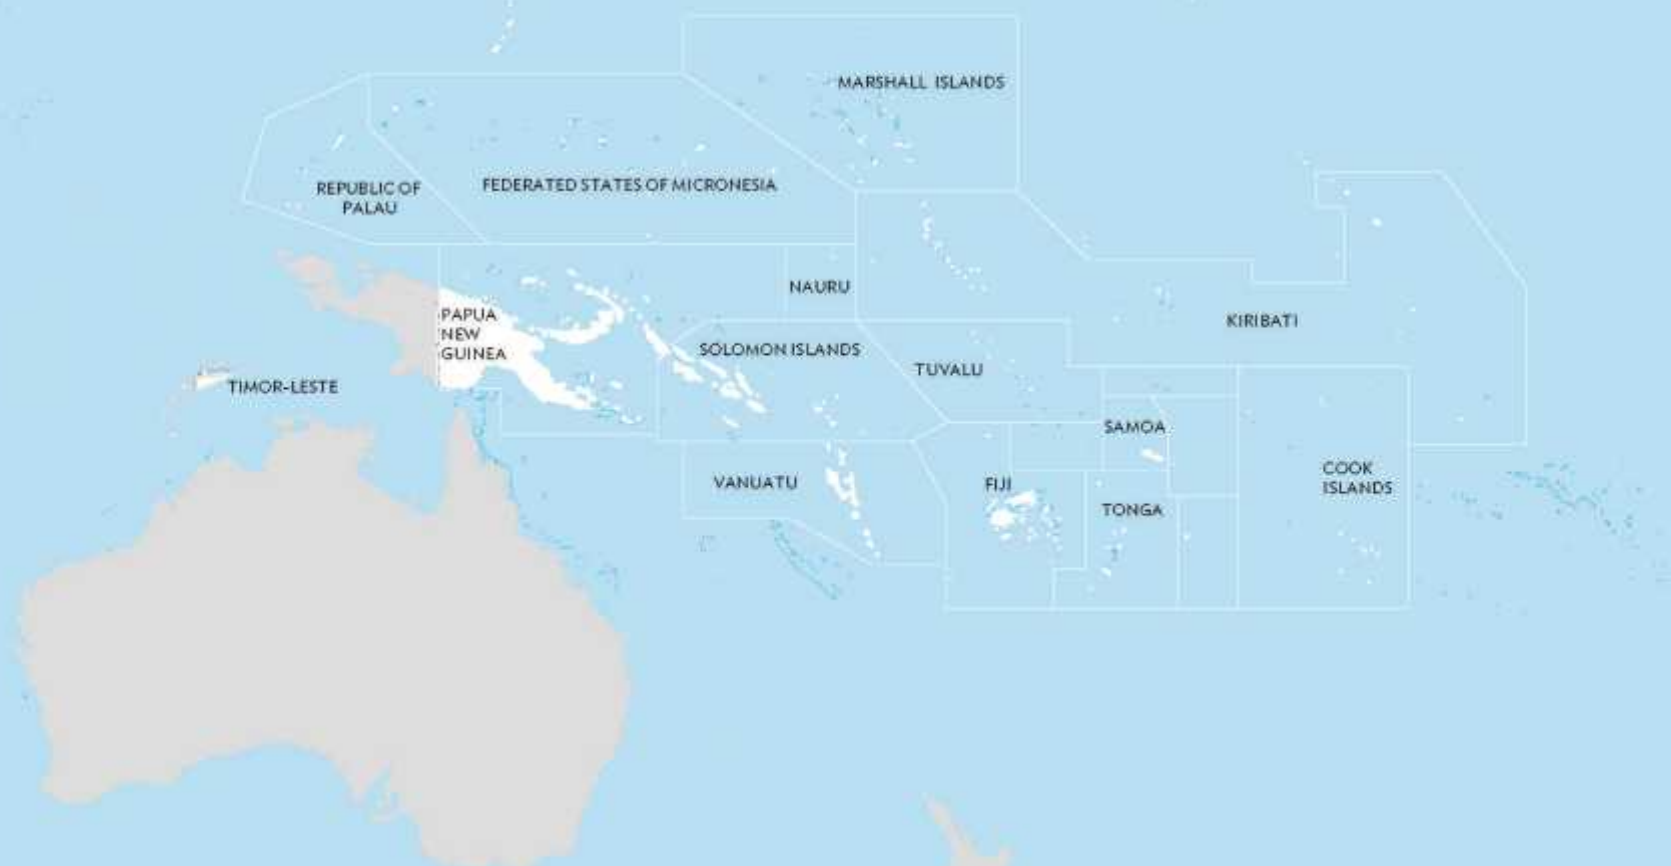 MARSHALL ISLANDS
REPUBLIC OF
PALAU
FEDERATED STATES OF MICRONESIA
NAURU
PAPUA
NEW
GUINEA
KIRIBATI
SOLOMON ISLANDS
TUVALU
TIMOR-LESTE
SAMOA
VANUATU
FIJI
COOK
ISLANDS
TONGA